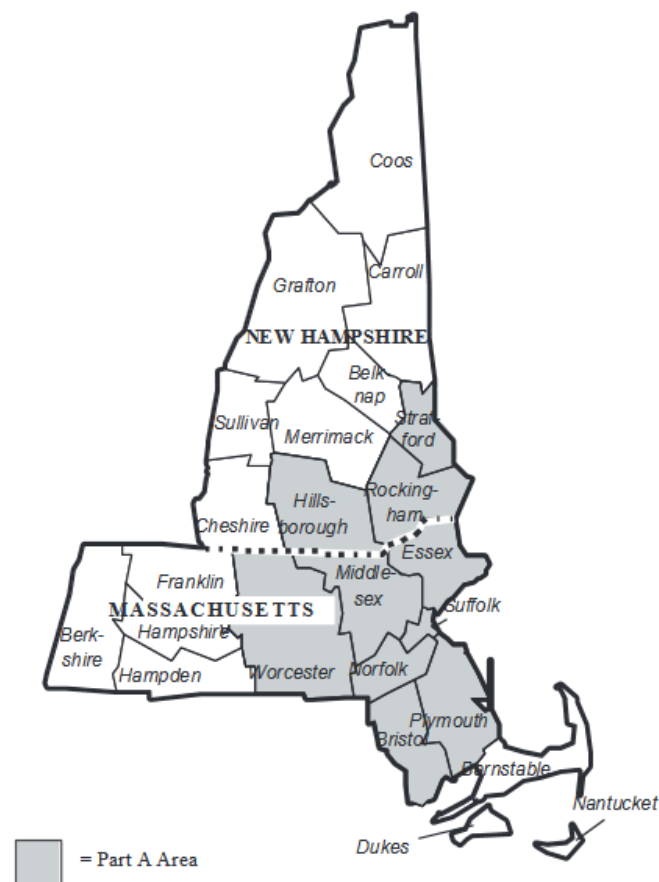 Coos
Grafton
Carroll
NEW HAMPSHIRE
Belk
nap
Sullivan
Merrimack
Straf-
ford
Hills-
borough
Rocking-
ham
Cheshire
Essex
Franklin
Middle-
sex
MASSACHUSETTS
Suffolk
Hampshire
Berk-
shire
Hampden
Worcester
Norfolk
Plymouth
Bristol
Barnstable
Nantucket
Dukes
= Part A Area